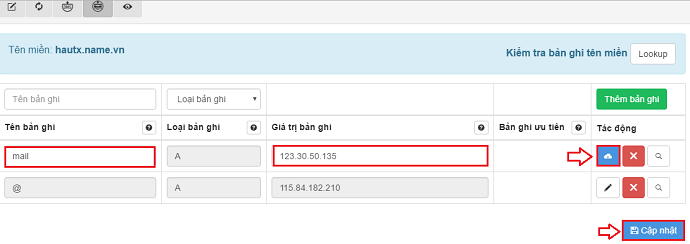 Tên miền: hautx.name.vn
Kiểm tra bản ghi tên miền Lookup
Tên bản ghi Loại bản ghi Thêm bản ghi
Tên bản ghi Loại bản ghi Giá trị bản ghi Bản ghi ưu tiên Tác động
mail A 123.30.50.135
@ A 115.84.182.210
Cập nhật